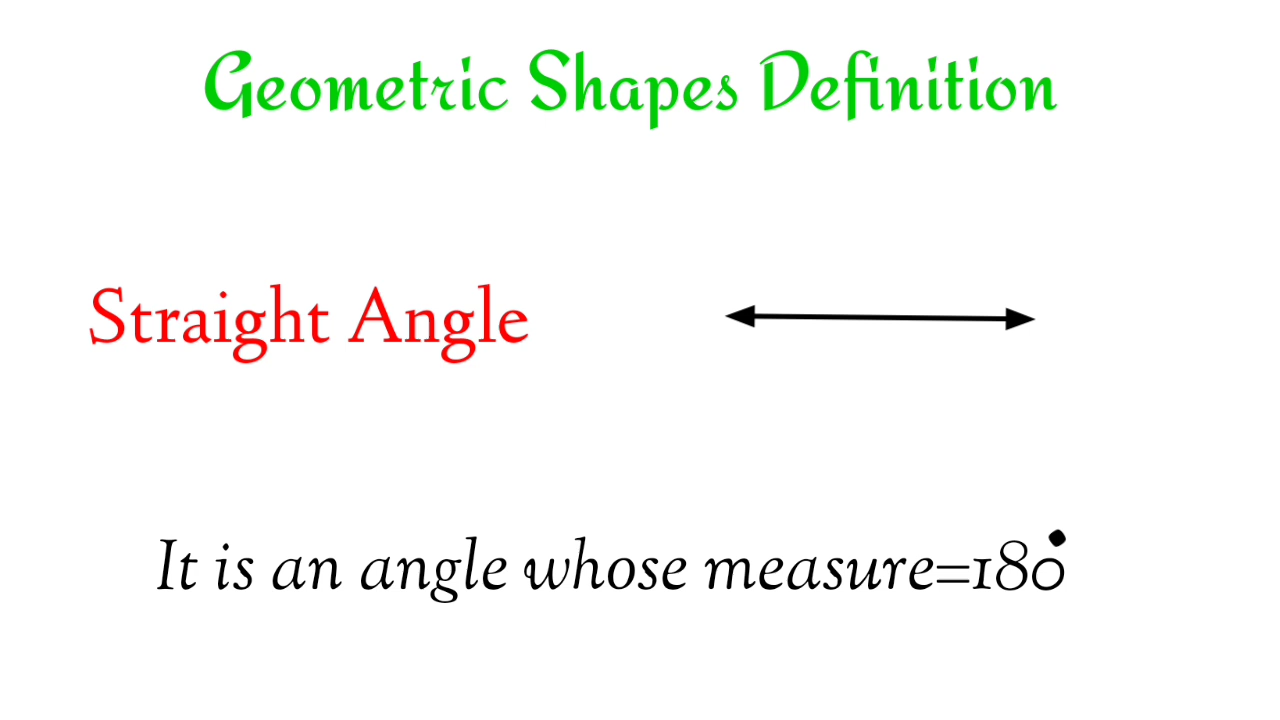 Geometric Shapes Definition
Straight Angle
It is an angle whose measure=180°